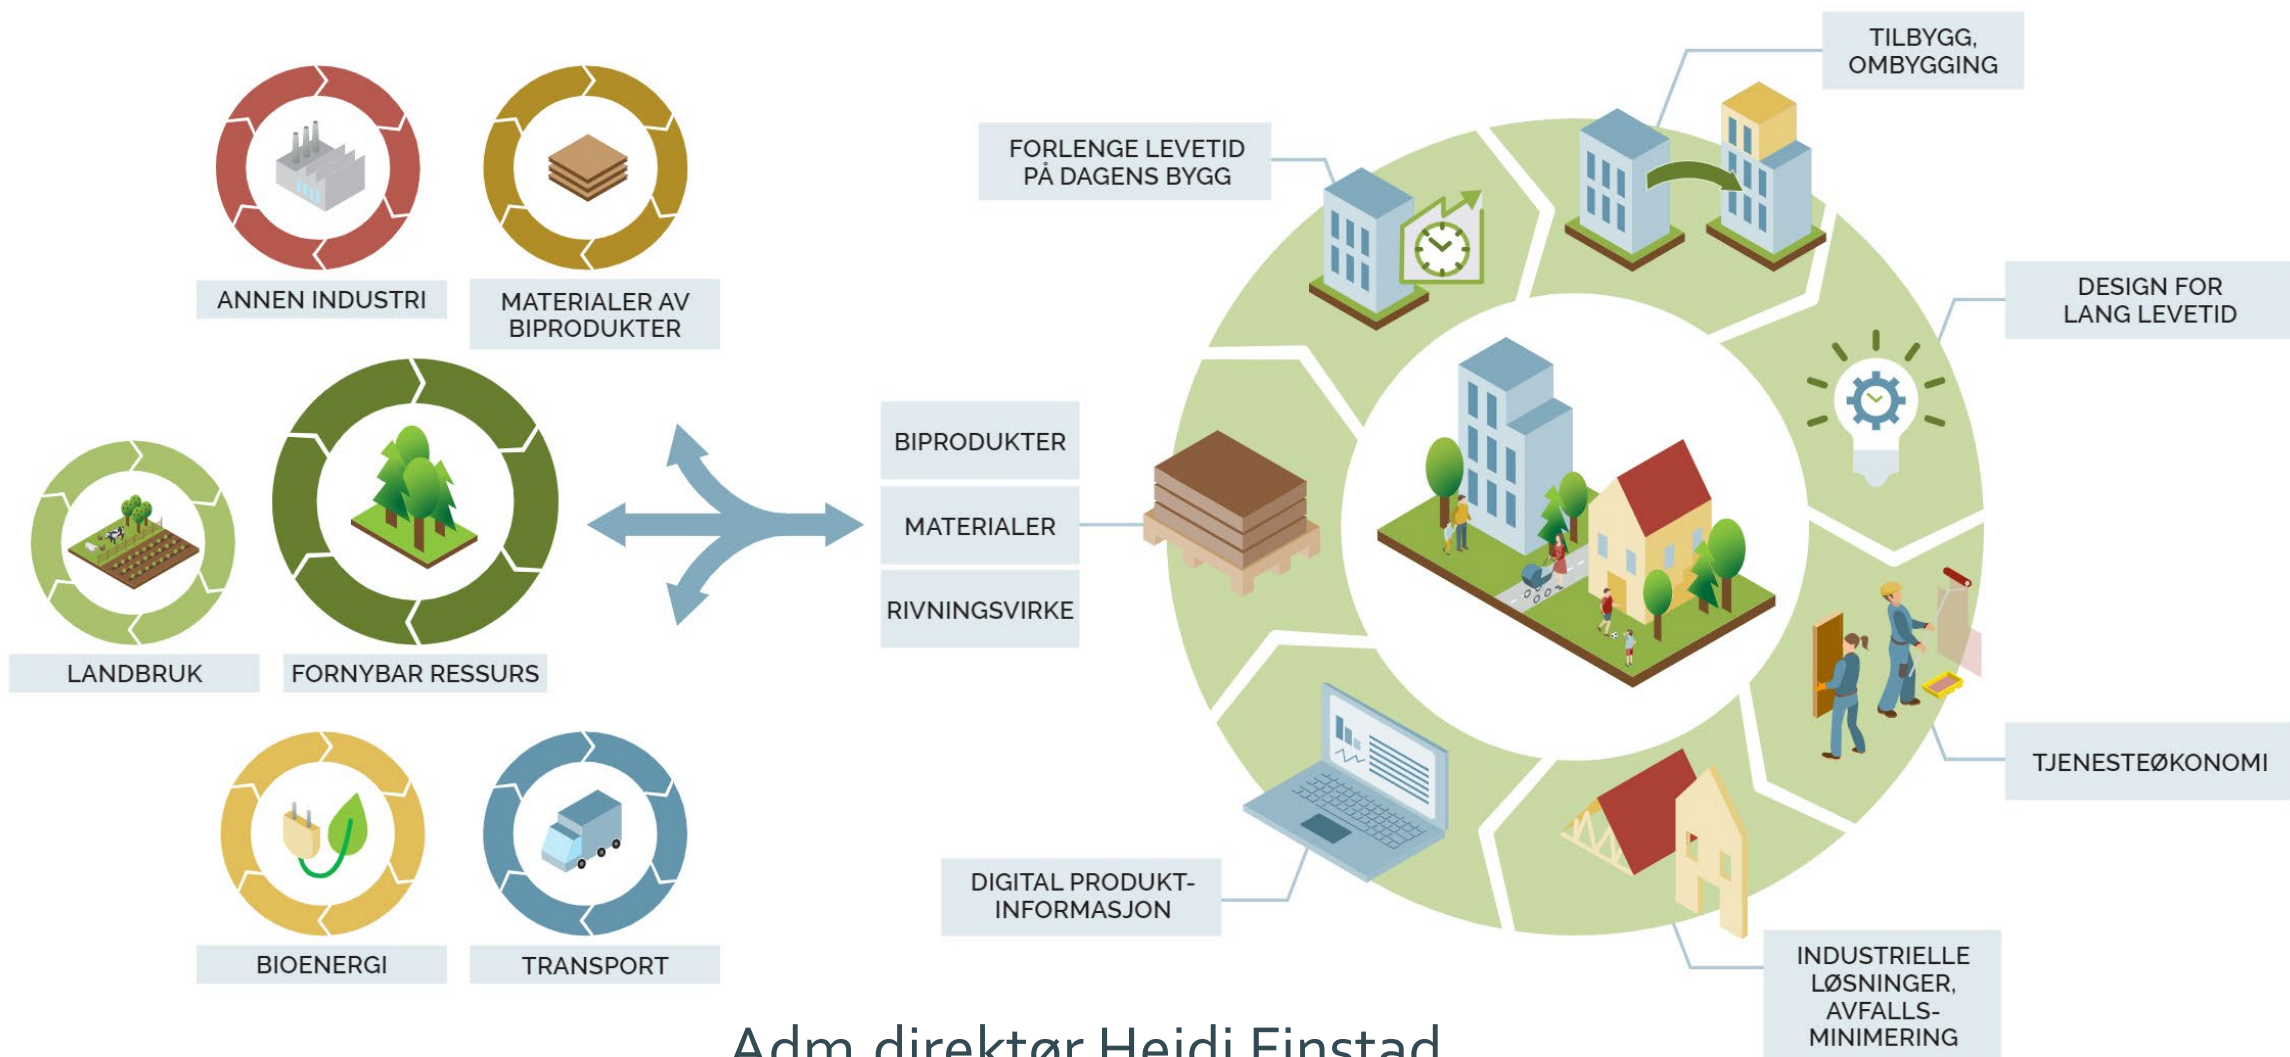 TILBYGG,
OMBYGGING
FORLENGE LEVETID
PÅ DAGENS BYGG
ANNEN INDUSTRI
MATERIALER AV
BIPRODUKTER
DESIGN FOR
LANG LEVETID
BIPRODUKTER
MATERIALER
RIVNINGSVIRKE
LANDBRUK
FORNYBAR RESSURS
TJENESTEØKONOMI
DIGITAL PRODUKT-
INFORMASJON
BIOENERGI
TRANSPORT
INDUSTRIELLE
LØSNINGER,
AVFALLS-
MINIMERING
Adm.direktør Heidi Finstad